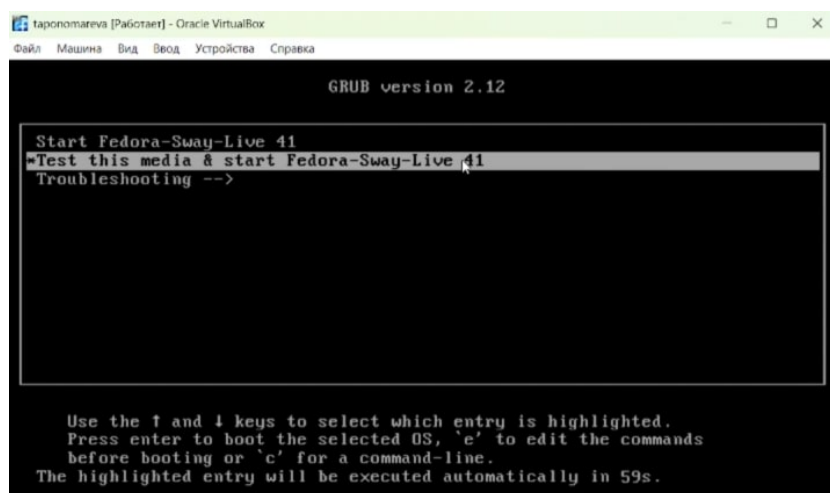 taponomareva [Работает] - Oracle VirtualBox
Файл Машина Вид Ввод Устройства Справка
GRUB version 2.12
Start Fedora-Sway-Live 41
*Test this media & start Fedora-Sway-Live 41
Troubleshooting -->
Use the ↑ and ↓ keys to select which entry is highlighted.
Press enter to boot the selected OS, `e' to edit the commands
before booting or `c' for a command-line.
The highlighted entry will be executed automatically in 59s.